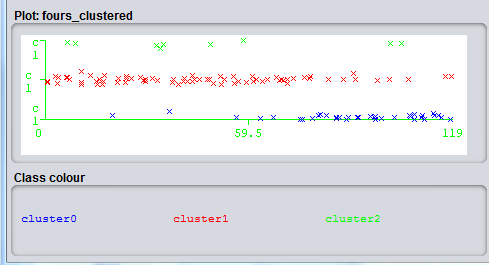 Plot: fours_clustered
c
1
c
1
c
1
0 59.5 119
Class colour
cluster0 cluster1 cluster2